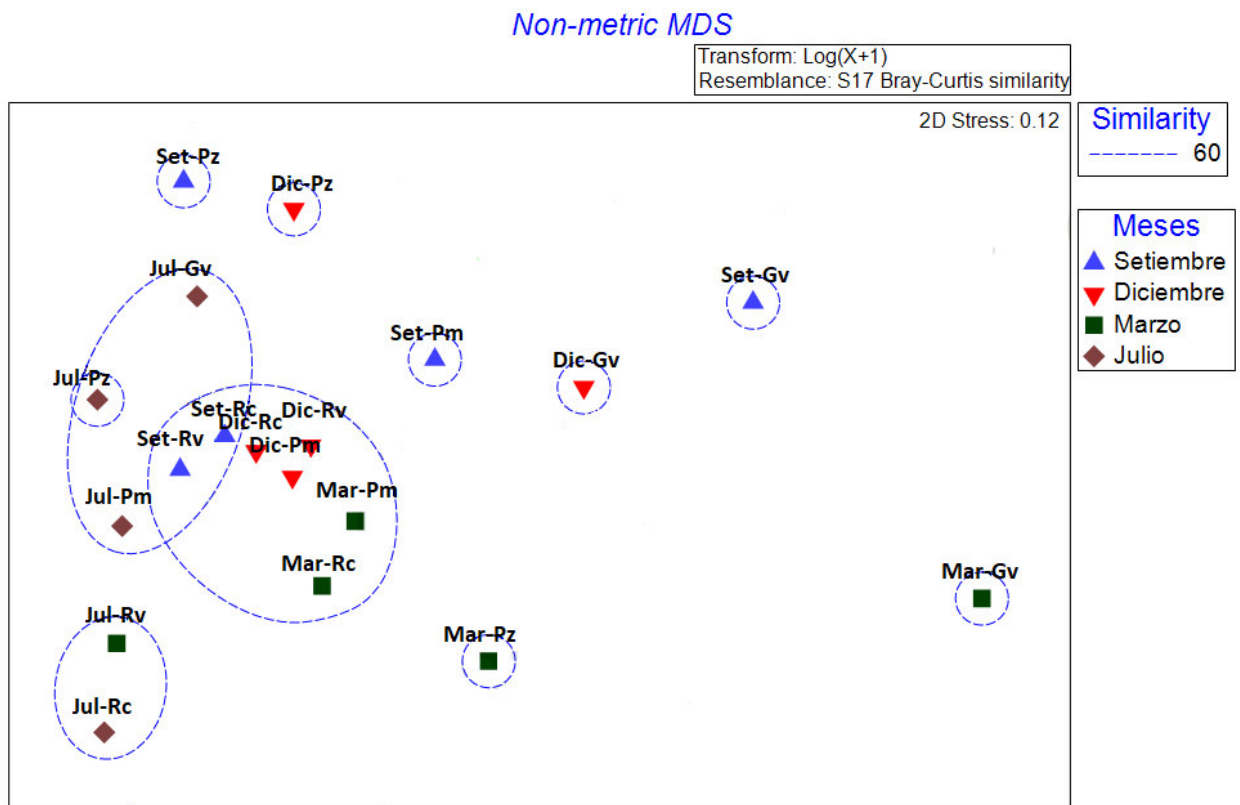 Non-metric MDS
Transform: Log(X+1)
Resemblance: S17 Bray-Curtis similarity
2D Stress: 0.12
Similarity
60
Meses
Setiembre
Diciembre
Marzo
Julio
Set-Pz
Dic-Pz
Jul-Gv
Set-Gv
Set-Pm
Dic-Gv
Jul-Pz
Set-Rc
Dic-Rv
Dic-Rc
Set-Rv
Dic-Pm
Jul-Pm
Mar-Pm
Mar-Rc
Mar-Gv
Jul-Rv
Mar-Pz
Jul-Rc